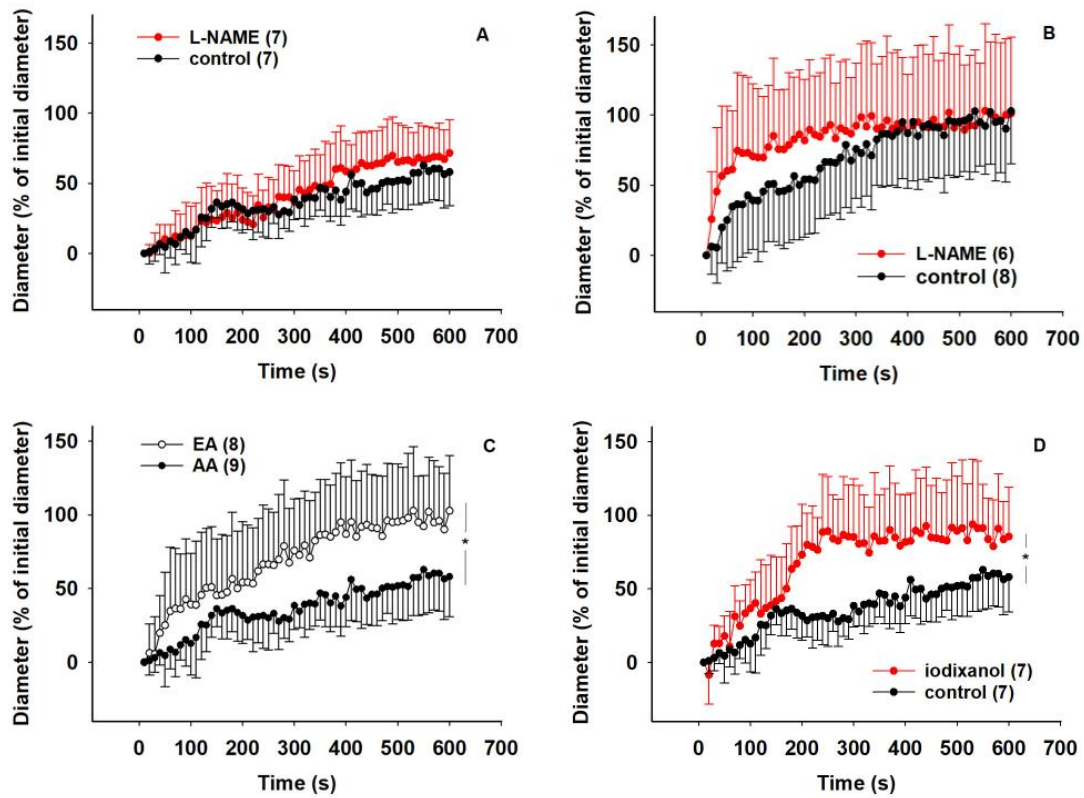 L-NAME (7)
control (7)
A
150
100
50
0
Diameter (% of initial diameter)
0 100 200 300 400 500 600 700
Time (s)
B
150
100
50
0
Diameter (% of initial diameter)
L-NAME (6)
control (8)
0 100 200 300 400 500 600 700
Time (s)
EA (8)
AA (9)
C
150
100
50
0
*
Diameter (% of initial diameter)
0 100 200 300 400 500 600 700
Time (s)
D
150
100
50
0
*
Diameter (% of initial diameter)
iodixanol (7)
control (7)
0 100 200 300 400 500 600 700
Time (s)